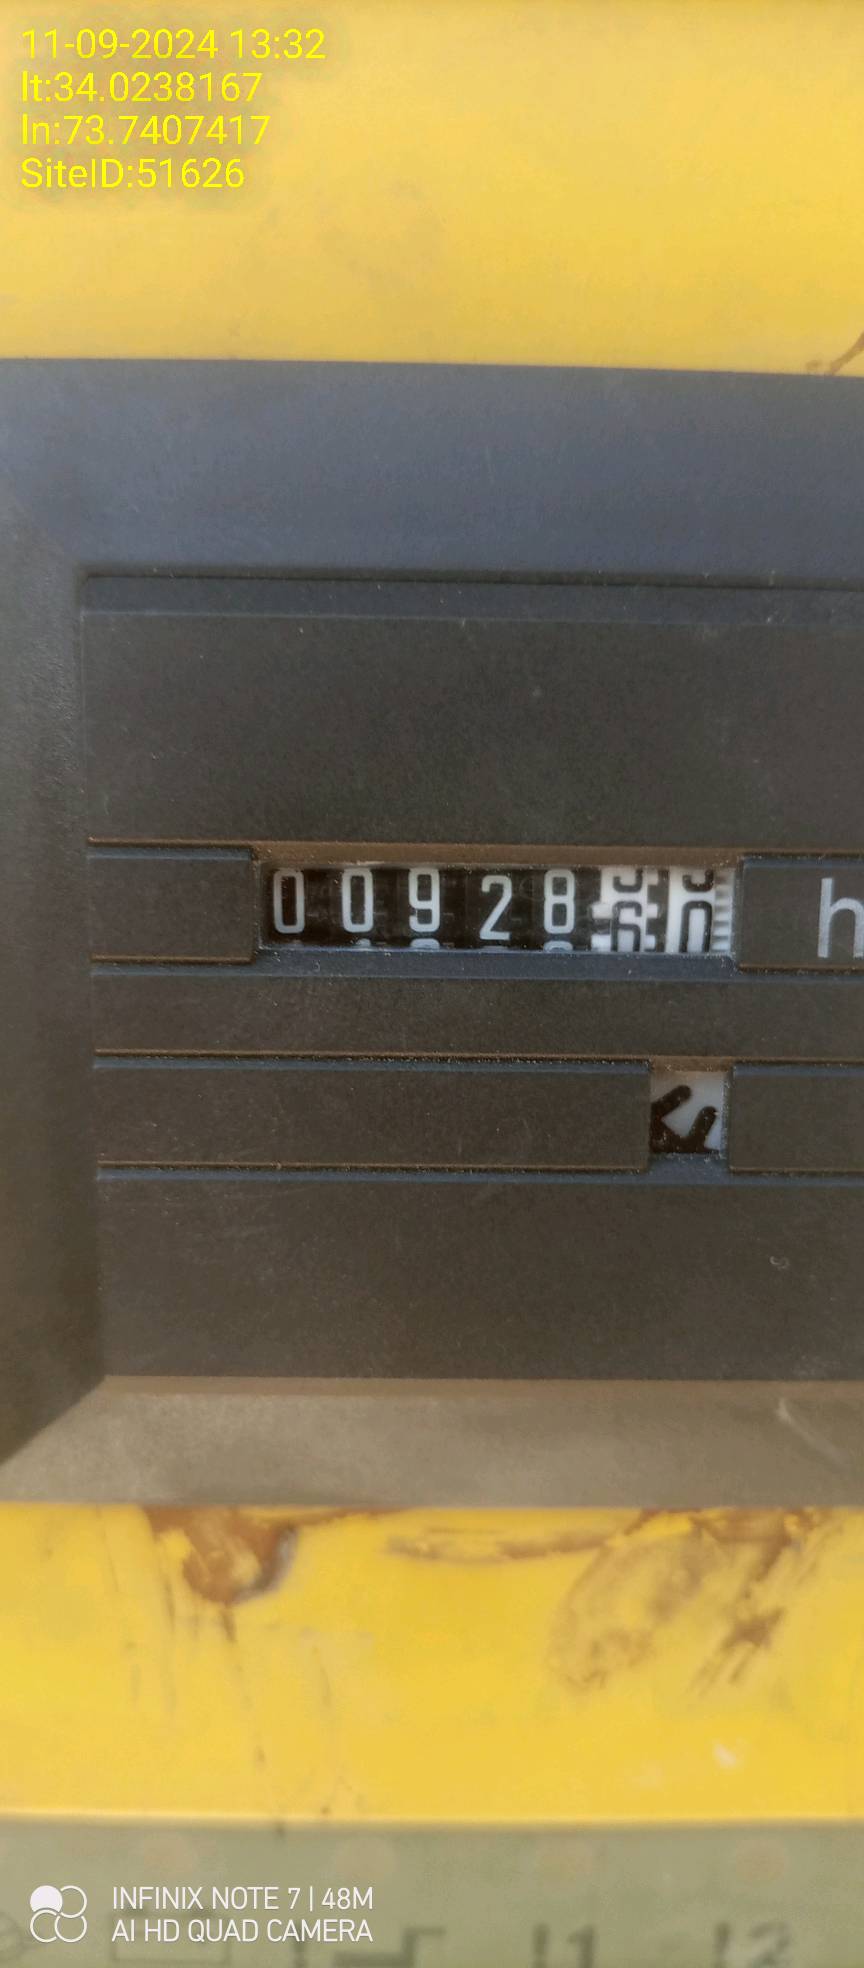 11-09-2024 13:32
lt:34.0238167
ln:73.7407417
SiteID:51626
00928
h
INFINIX NOTE 7 | 48M
AI HD QUAD CAMERA